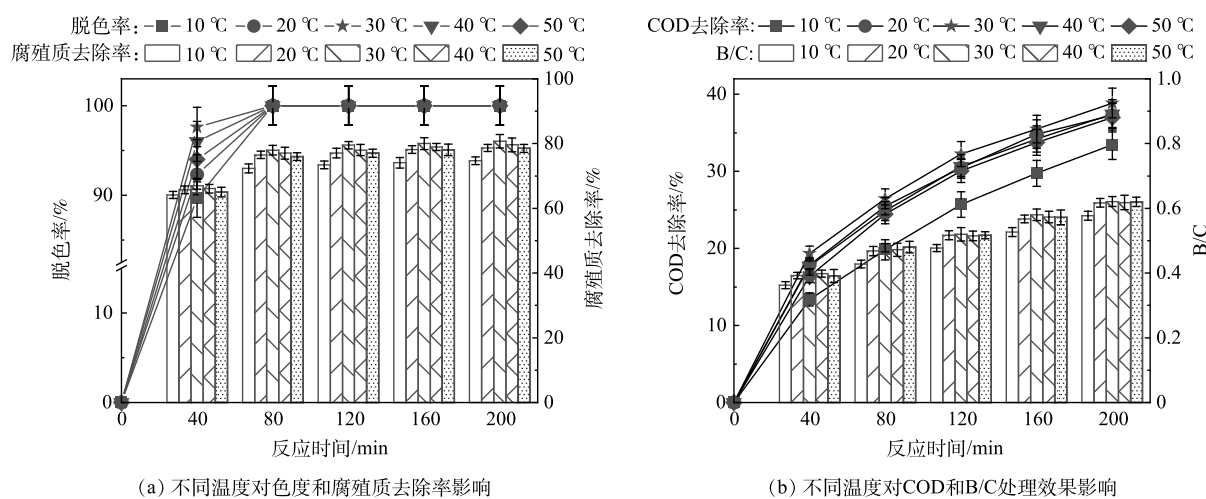 脱色率: 10 ℃ 20 ℃ 30 ℃ 40 ℃ 50 ℃
腐殖质去除率: 10 ℃ 20 ℃ 30 ℃ 40 ℃ 50 ℃
100
90
10
0
脱色率/%
100
80
60
40
20
0
腐殖质去除率/%
0 40 80 120 160 200
反应时间/min
(a) 不同温度对色度和腐殖质去除率影响
COD去除率: 10 ℃ 20 ℃ 30 ℃ 40 ℃ 50 ℃
B/C: 10 ℃ 20 ℃ 30 ℃ 40 ℃ 50 ℃
40
30
20
10
0
COD去除率/%
1.0
0.8
0.6
0.4
0.2
0
B/C
0 40 80 120 160 200
反应时间/min
(b) 不同温度对COD和B/C处理效果影响